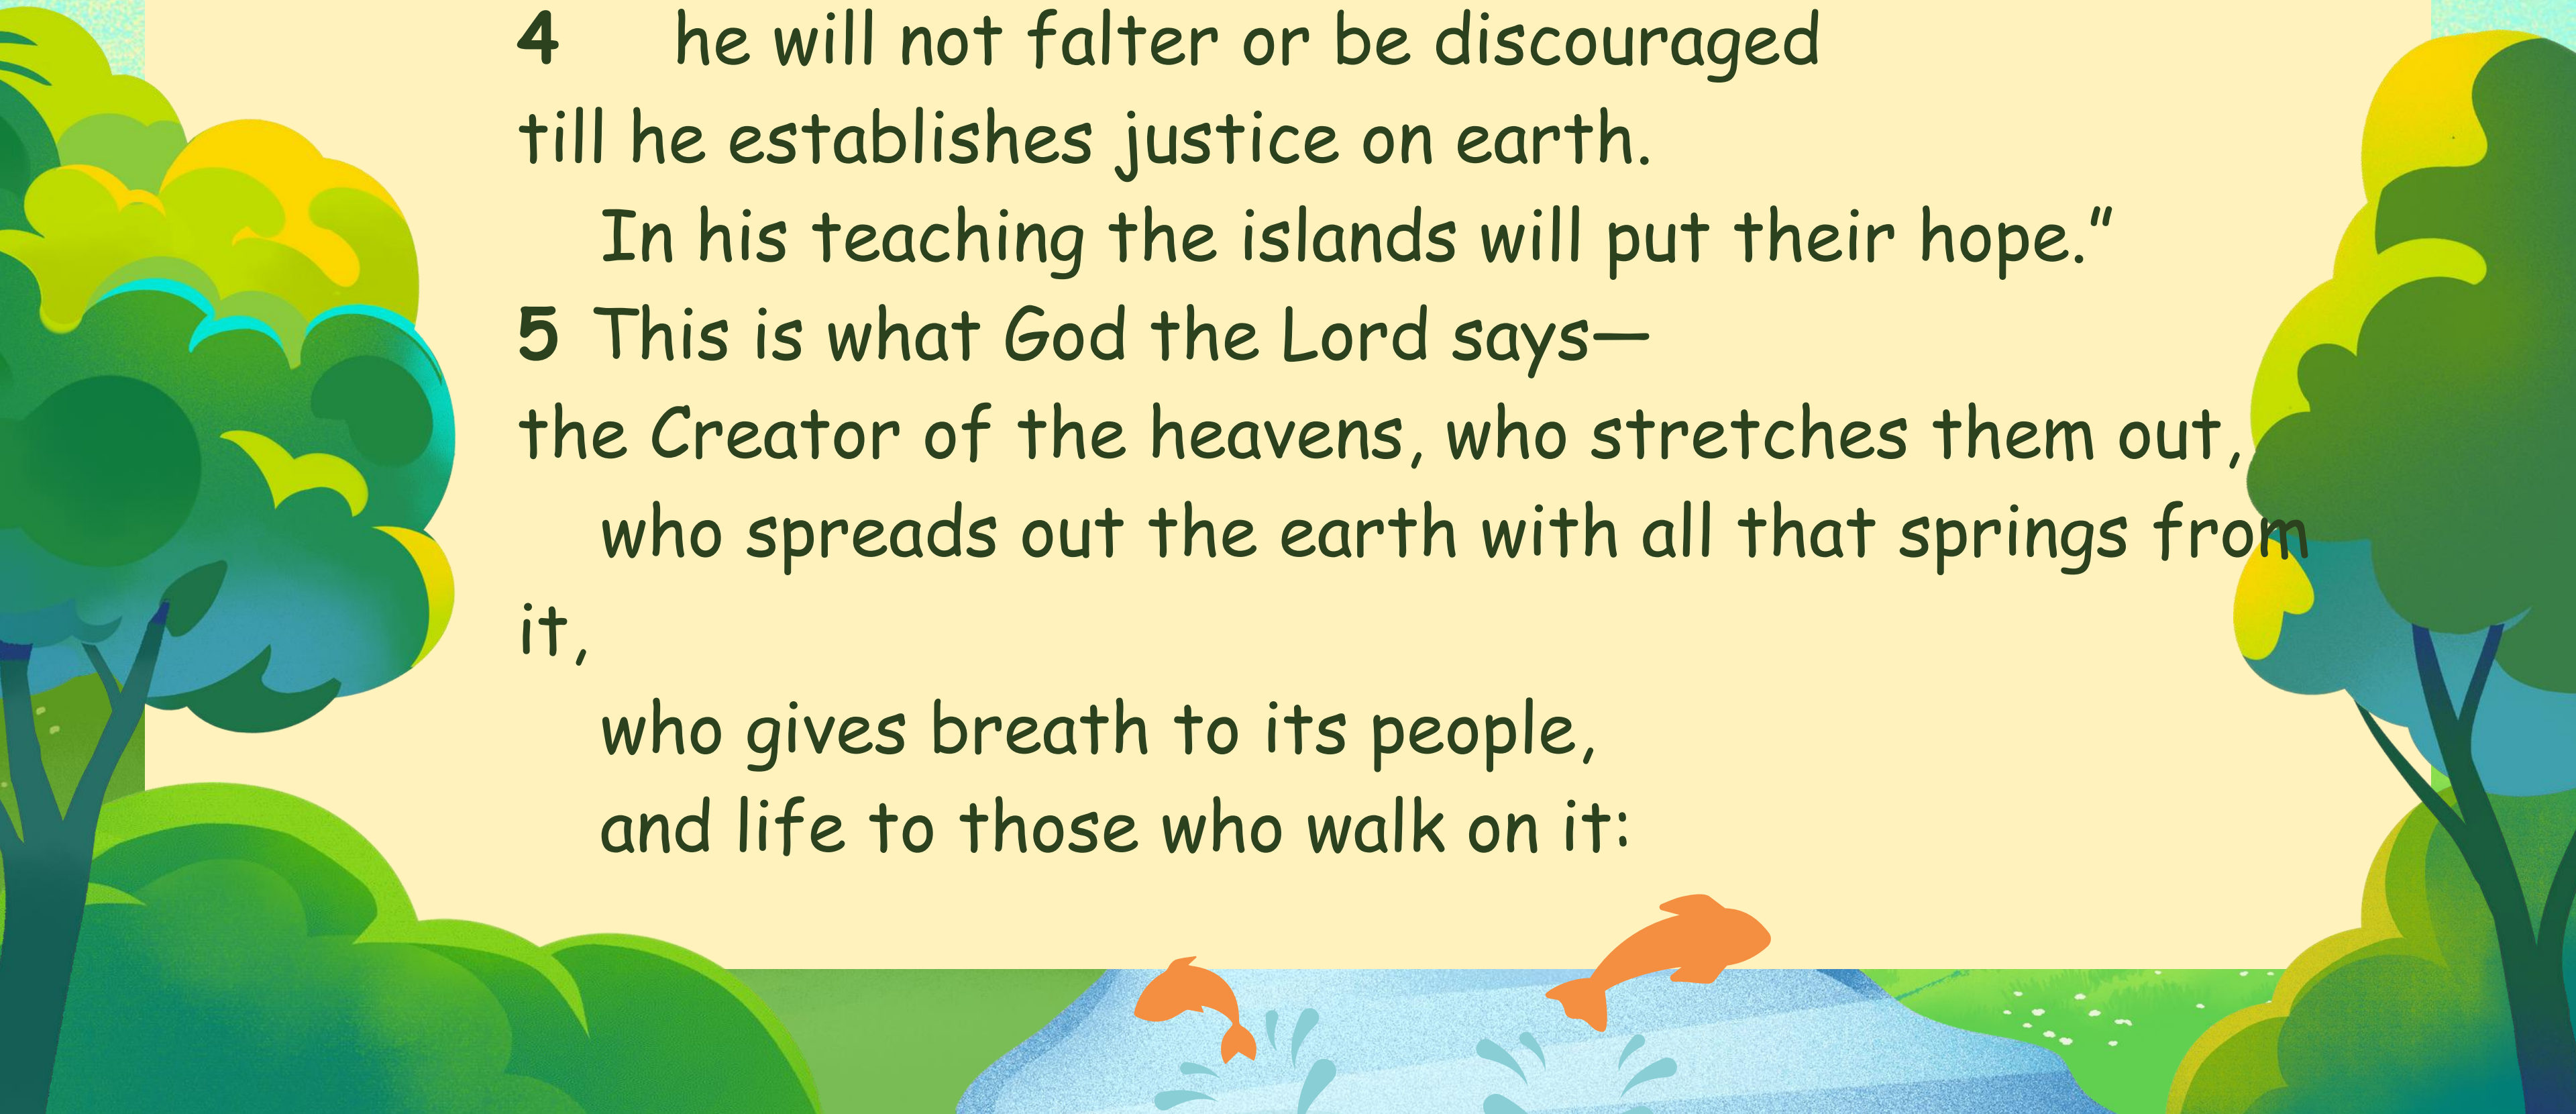 4 he will not falter or be discouraged
till he establishes justice on earth.
In his teaching the islands will put their hope.”
5 This is what God the Lord says—
the Creator of the heavens, who stretches them out,
who spreads out the earth with all that springs from
it,
who gives breath to its people,
and life to those who walk on it: